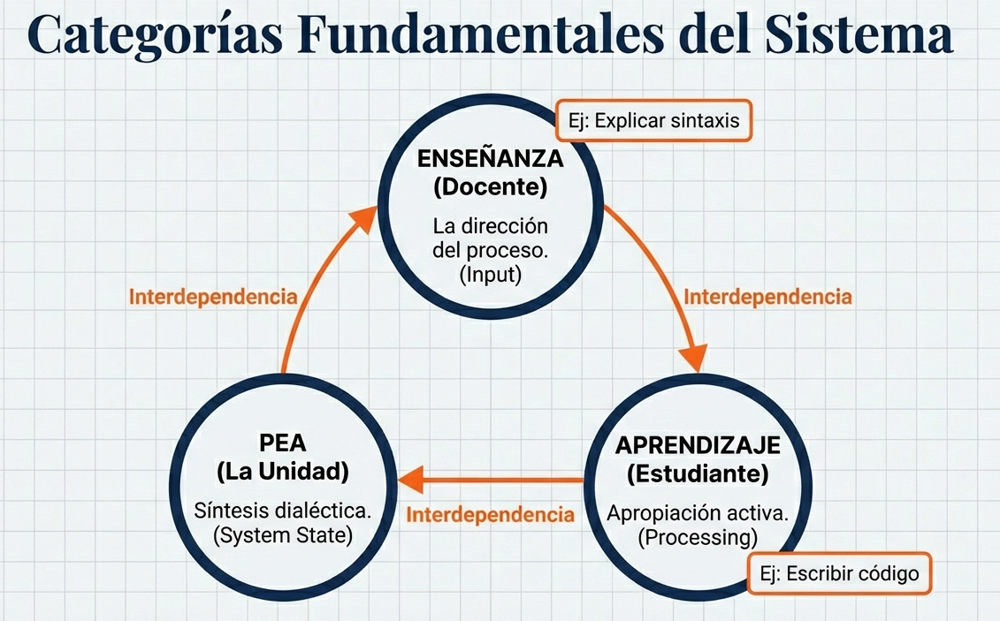 Categorías Fundamentales del Sistema
Ej: Explicar sintaxis
ENSEÑANZA
(Docente)
La dirección
del proceso.
(Input)
Interdependencia
Interdependencia
PEA
(La Unidad)
Síntesis dialéctica.
(System State)
Interdependencia
APRENDIZAJE
(Estudiante)
Apropiación activa.
(Processing)
Ej: Escribir código